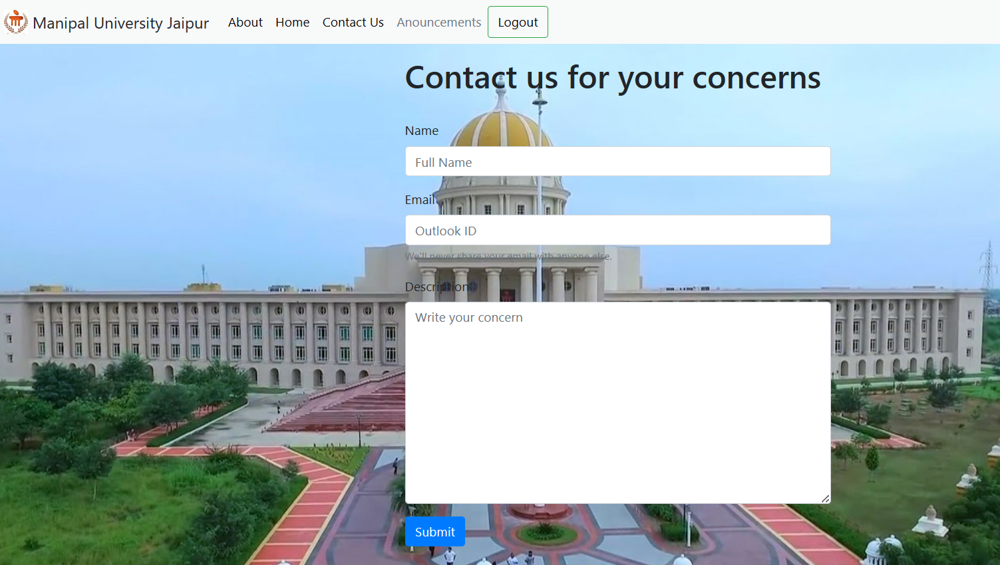 Manipal University Jaipur About Home Contact Us Anouncements Logout
Contact us for your concerns
Name
Full Name
Email
Outlook ID
We'll never share your email with anyone else.
Description
Write your concern
Submit